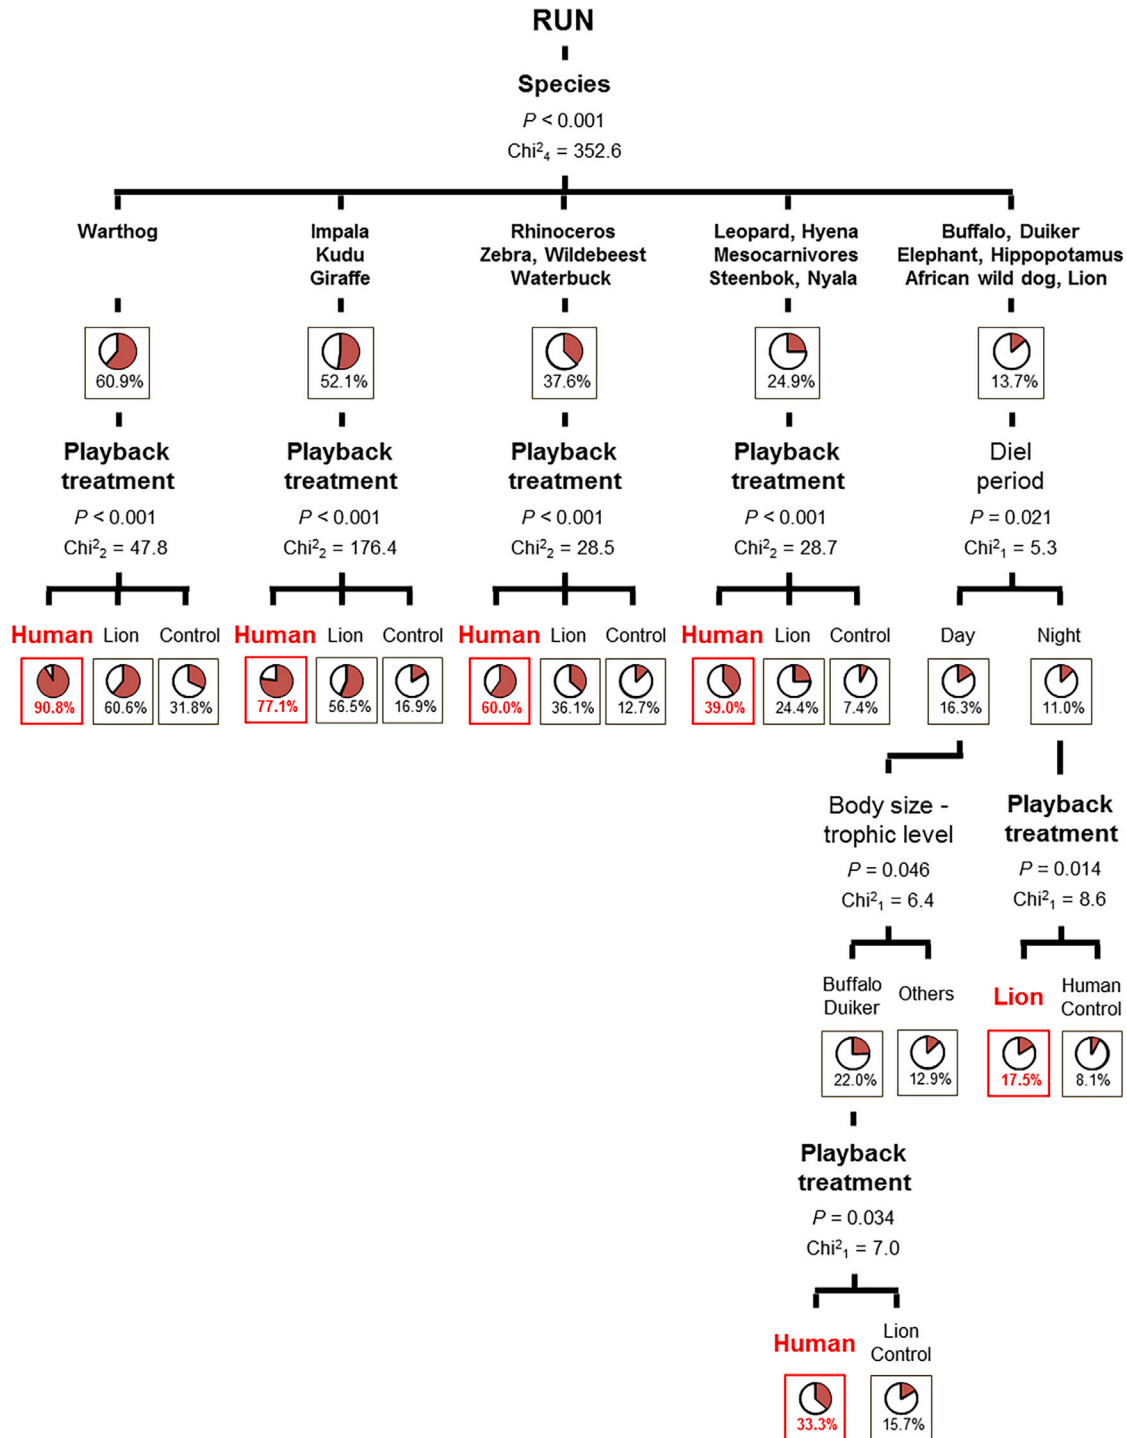 RUN
Species
P < 0.001
Chi²₄ = 352.6
Warthog
Impala
Kudu
Giraffe
Rhinoceros
Zebra, Wildebeest
Waterbuck
Leopard, Hyena
Mesocarnivores
Steenbok, Nyala
Buffalo, Duiker
Elephant, Hippopotamus
African wild dog, Lion
60.9%
52.1%
37.6%
24.9%
13.7%
Playback
treatment
P < 0.001
Chi²₂ = 47.8
Playback
treatment
P < 0.001
Chi²₂ = 176.4
Playback
treatment
P < 0.001
Chi²₂ = 28.5
Playback
treatment
P < 0.001
Chi²₂ = 28.7
Diel
period
P = 0.021
Chi²₁ = 5.3
Human Lion Control
90.8% 60.6% 31.8%
Human Lion Control
77.1% 56.5% 16.9%
Human Lion Control
60.0% 36.1% 12.7%
Human Lion Control
39.0% 24.4% 7.4%
Day Night
16.3% 11.0%
Body size -
trophic level
P = 0.046
Chi²₁ = 6.4
Playback
treatment
P = 0.014
Chi²₁ = 8.6
Buffalo
Duiker
Others
22.0% 12.9%
Lion
Human
Control
17.5% 8.1%
Playback
treatment
P = 0.034
Chi²₁ = 7.0
Human
Lion
Control
33.3% 15.7%